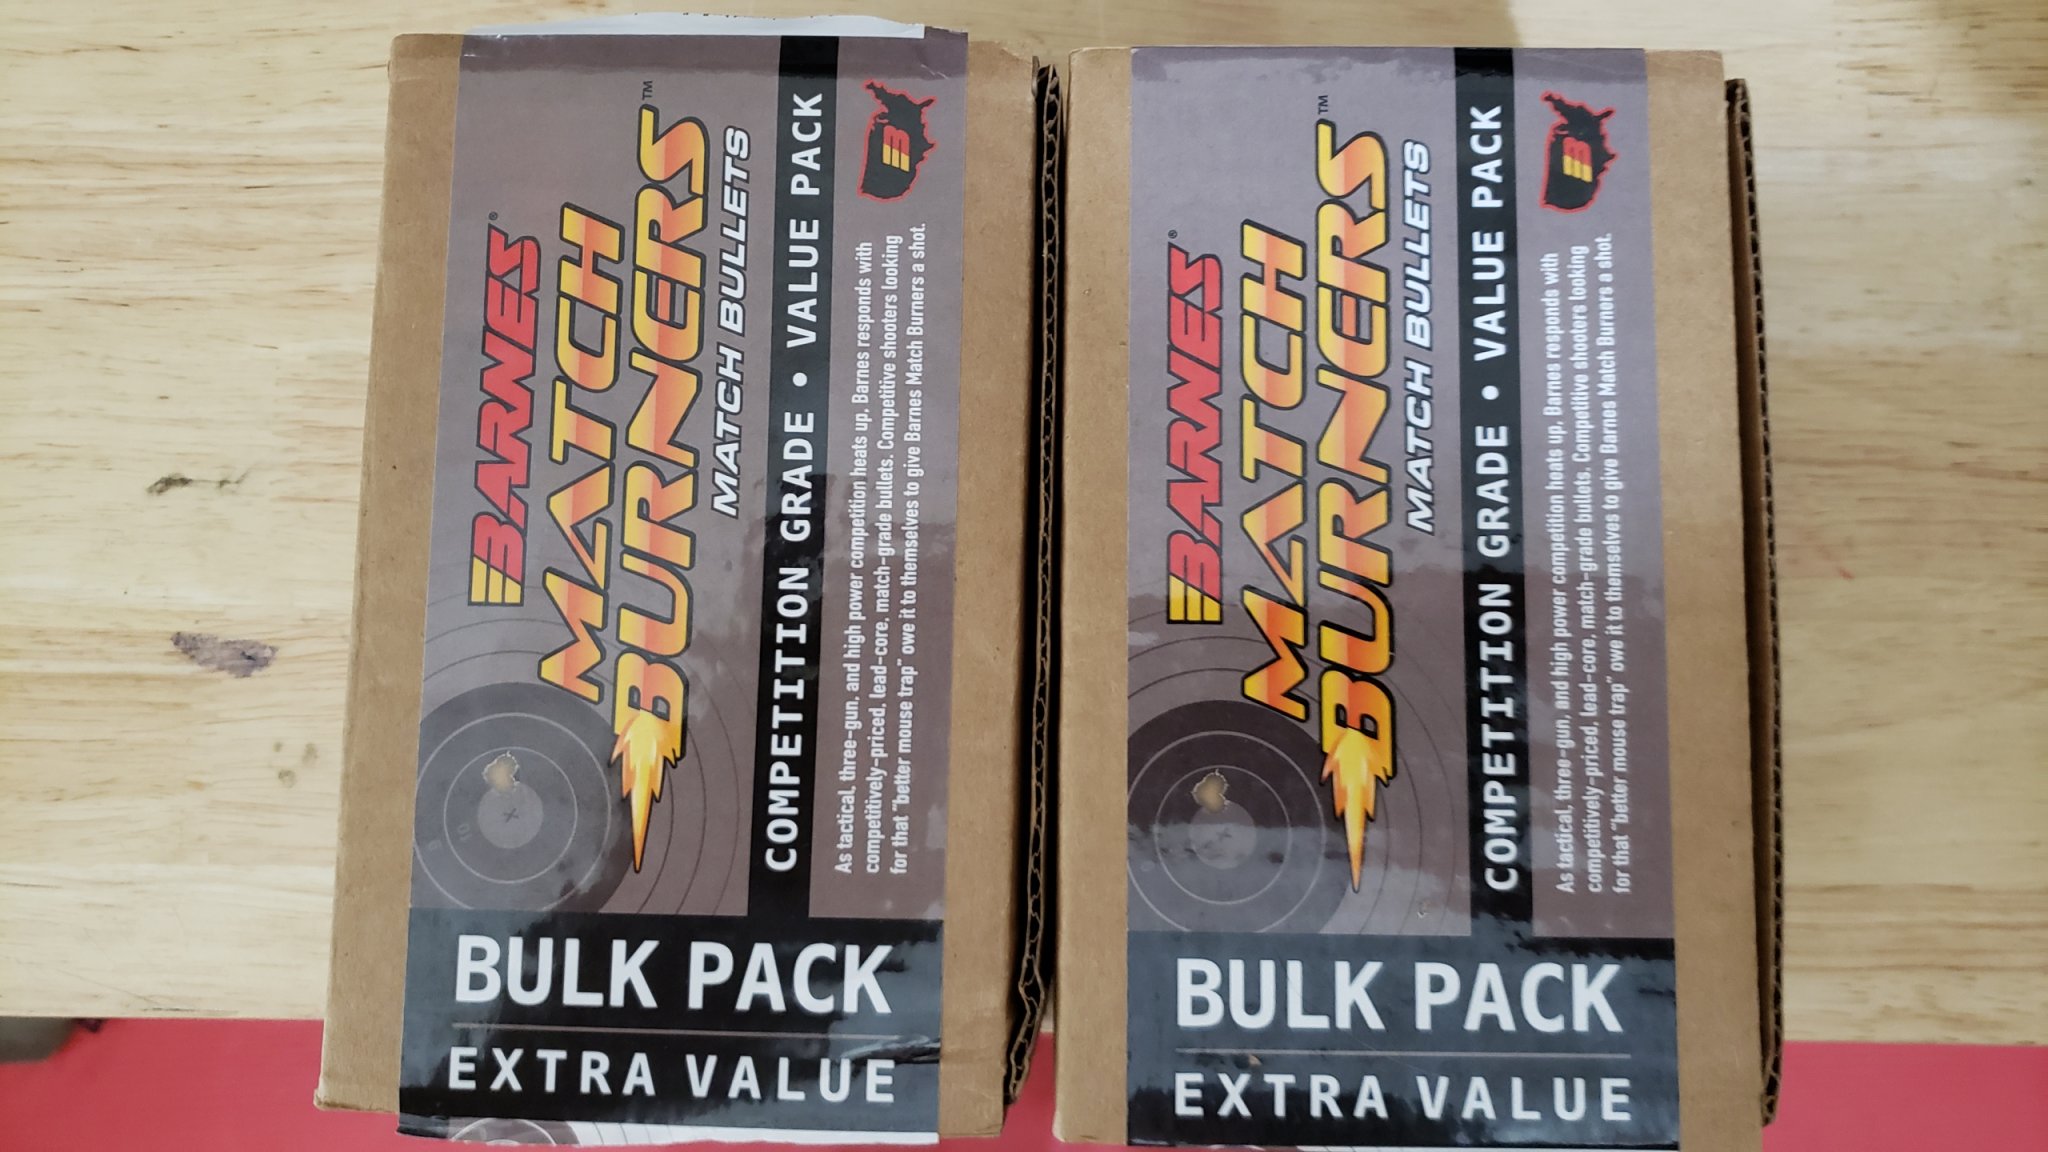 BARNES®
MATCH
BURNERS™
MATCH BULLETS
COMPETITION GRADE • VALUE PACK
B
As tactical, three-gun, and high power competition heats up, Barnes responds with
competitively-priced, lead-core, match-grade bullets. Competitive shooters looking
for that "better mouse trap" owe it to themselves to give Barnes Match Burners a shot.
BULK PACK
EXTRA VALUE
BARNES®
MATCH
BURNERS™
MATCH BULLETS
COMPETITION GRADE • VALUE PACK
B
As tactical, three-gun, and high power competition heats up, Barnes responds with
competitively-priced, lead-core, match-grade bullets. Competitive shooters looking
for that "better mouse trap" owe it to themselves to give Barnes Match Burners a shot.
BULK PACK
EXTRA VALUE